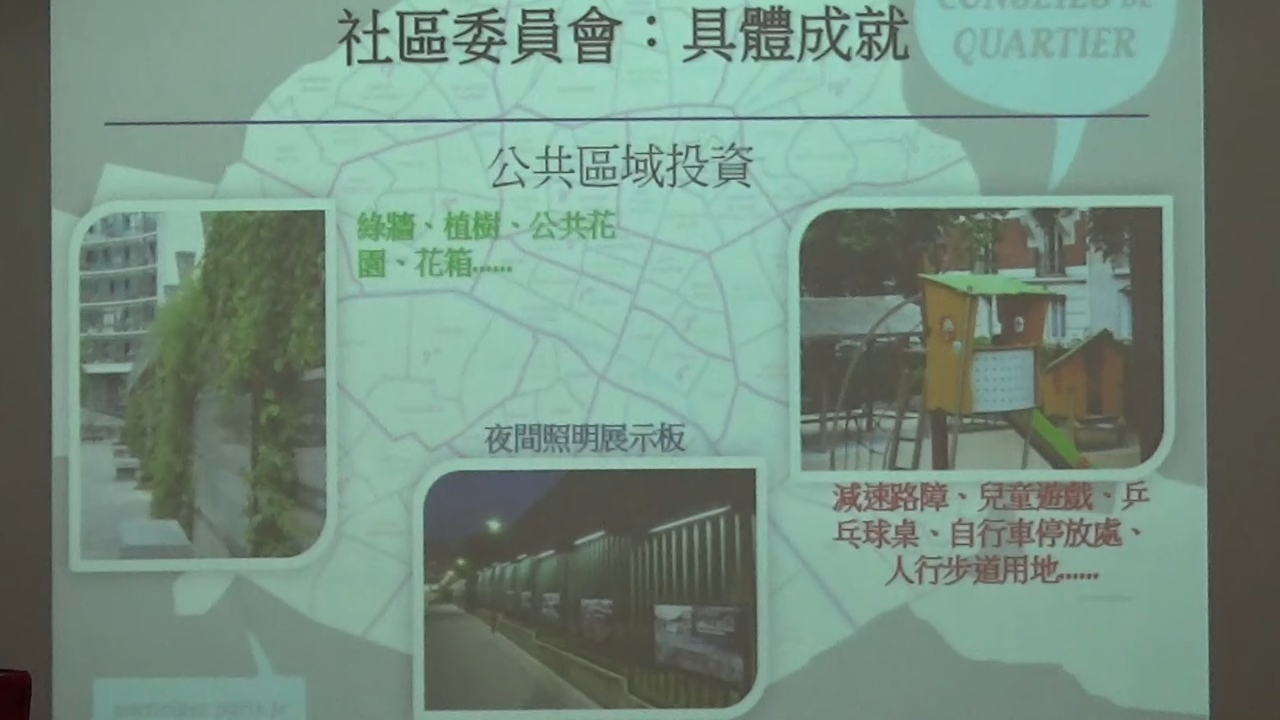 社區委員會：具體成就
CONSEILS DE
QUARTIER
公共區域投資
綠牆、植樹、公共花
園、花箱......
夜間照明展示板
減速路障、兒童遊戲、乒
乓球桌、自行車停放處、
人行步道用地......